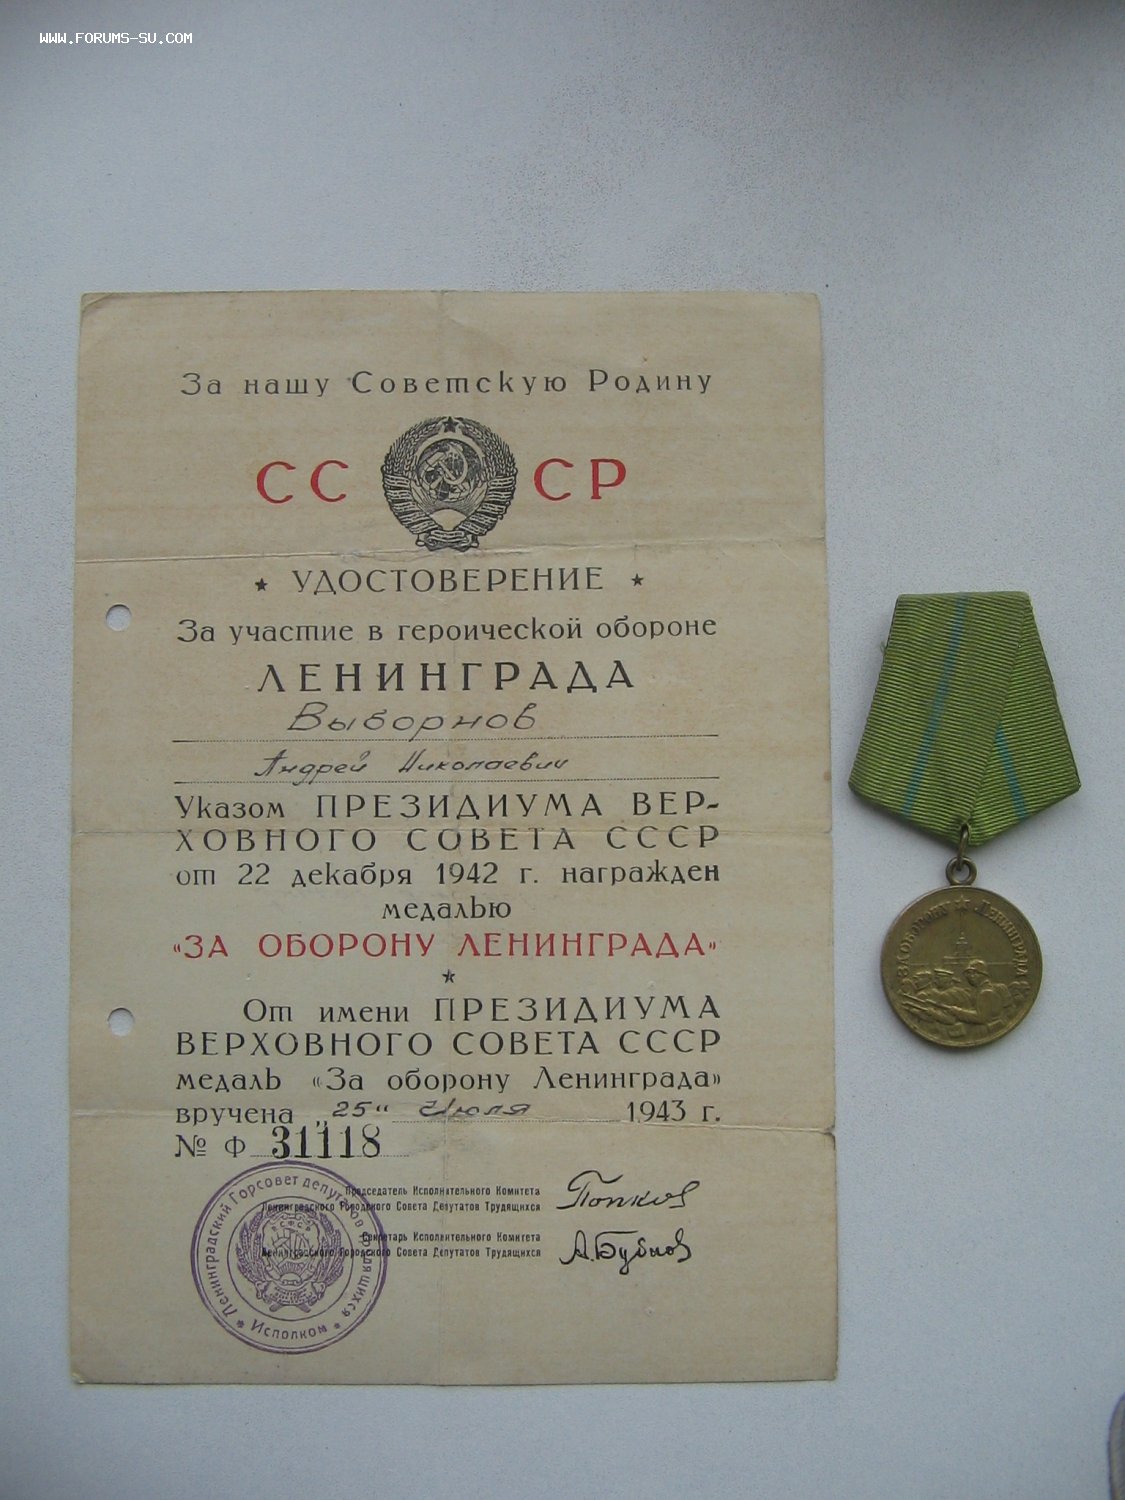 WWW.FORUMS-SU.COM
За нашу Советскую Родину
СС СР
УДОСТОВЕРЕНИЕ
За участие в героической обороне
ЛЕНИНГРАДА
Выборнов
Андрей Николаевич
Указом ПРЕЗИДИУМА ВЕР-
ХОВНОГО СОВЕТА СССР
от 22 декабря 1942 г. награжден
медалью
«ЗА ОБОРОНУ ЛЕНИНГРАДА»
От имени ПРЕЗИДИУМА
ВЕРХОВНОГО СОВЕТА СССР
медаль «За оборону Ленинграда»
вручена „25" Июля 1943 г.
№ Ф 31118
Председатель Исполнительного Комитета
Ленинградского Городского Совета Депутатов Трудящихся
Попков
Секретарь Исполнительного Комитета
Ленинградского Городского Совета Депутатов Трудящихся
А.Бубнов
Ленинградский Горсовет депутатов трудящихся
Исполком
РСФСР
ЗА ОБОРОНУ ЛЕНИНГРАДА